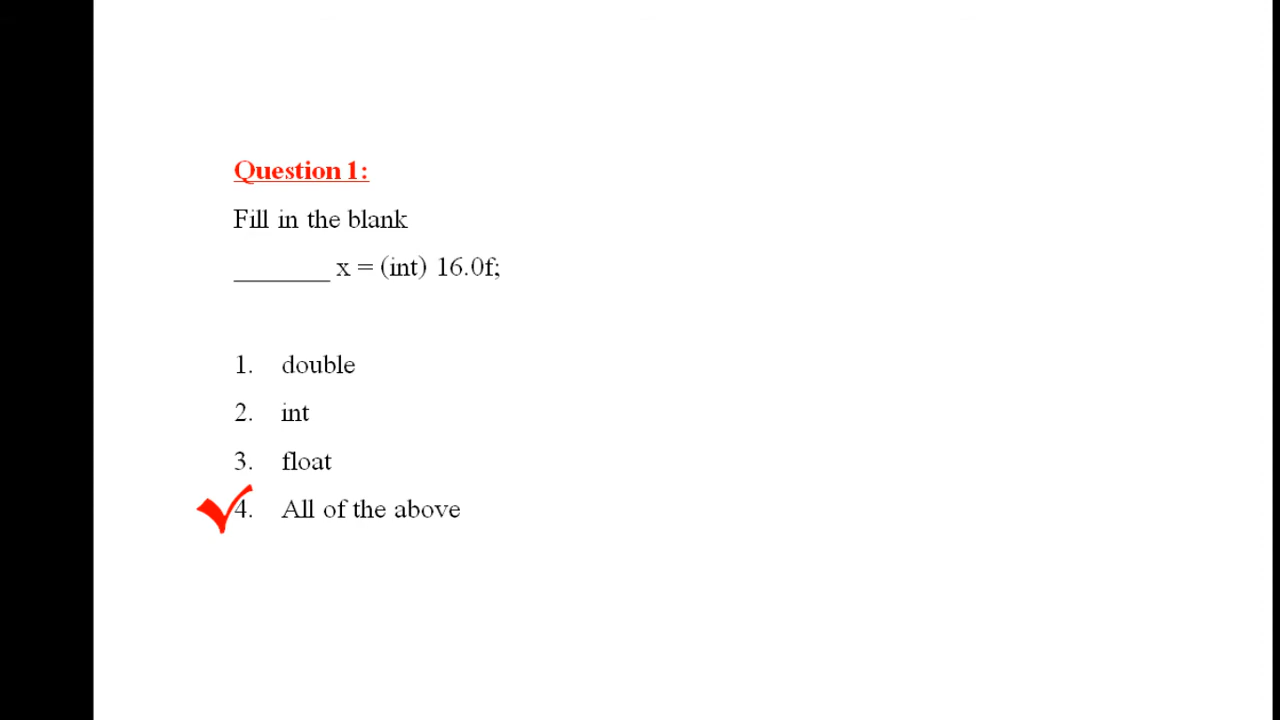 Question 1:
Fill in the blank
_______ x = (int) 16.0f;
1. double
2. int
3. float
4. All of the above